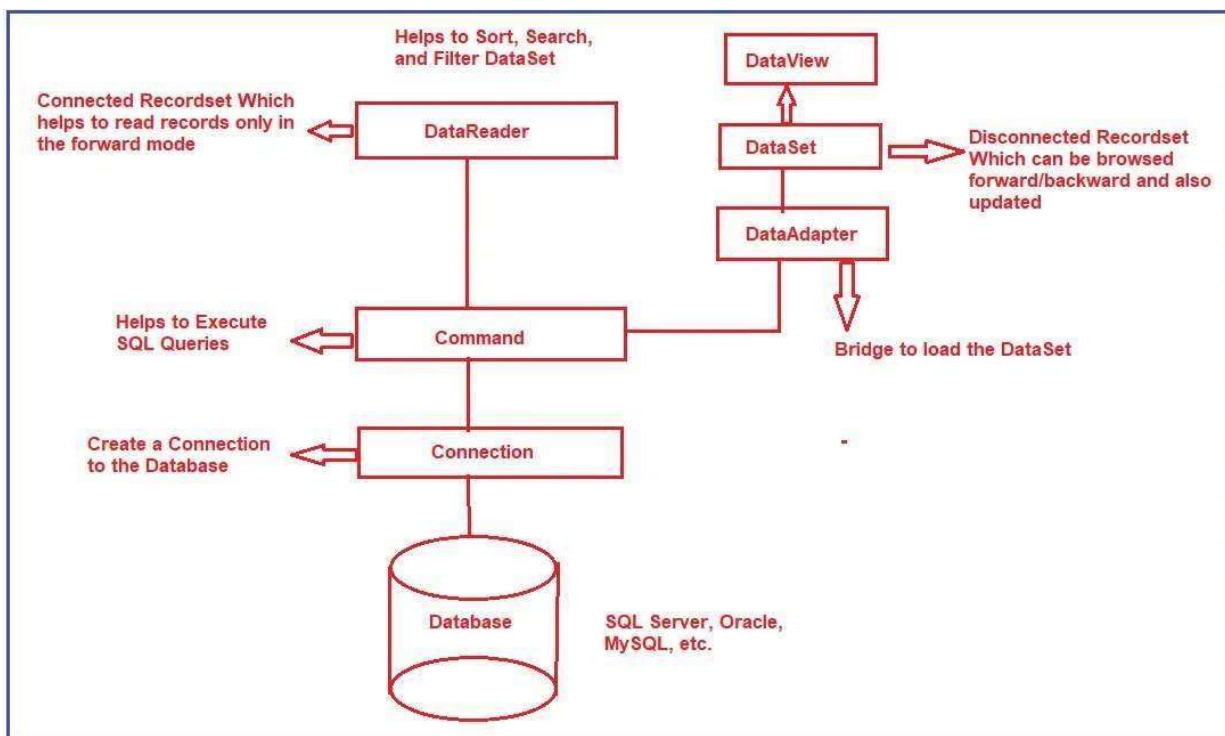 Helps to Sort, Search,
and Filter DataSet
DataView
Connected Recordset Which
helps to read records only in
the forward mode
DataReader
DataSet
Disconnected Recordset
Which can be browsed
forward/backward and also
updated
DataAdapter
Helps to Execute
SQL Queries
Command
Bridge to load the DataSet
Create a Connection
to the Database
Connection
-
Database
SQL Server, Oracle,
MySQL, etc.